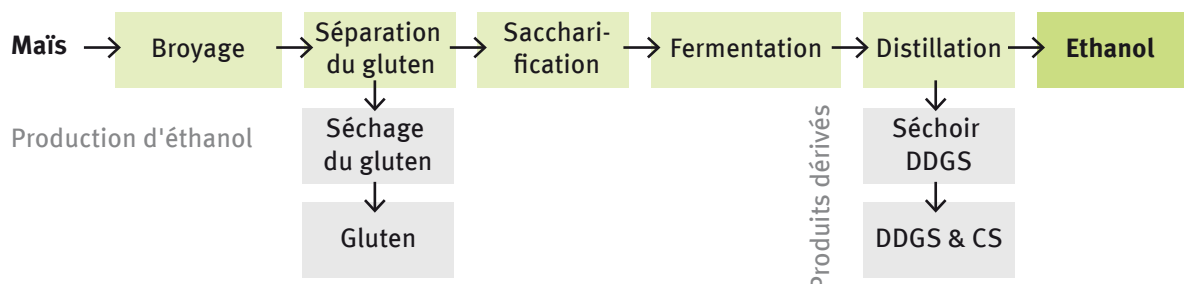 Maïs
Broyage
Séparation
du gluten
Sacchari-
fication
Fermentation
Distillation
Ethanol
Production d'éthanol
Séchage
du gluten
Gluten
Produits dérivés
Séchoir
DDGS
DDGS & CS